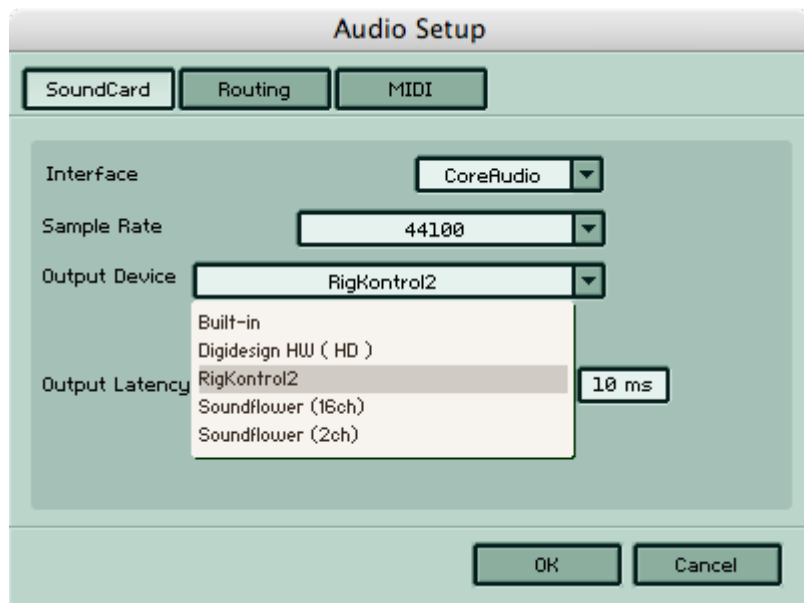 Audio Setup
SoundCard Routing MIDI
Interface CoreAudio
Sample Rate 44100
Output Device RigKontrol2
Built-in
Digidesign HW ( HD )
RigKontrol2
Output Latency 10 ms
Soundflower (16ch)
Soundflower (2ch)
OK Cancel